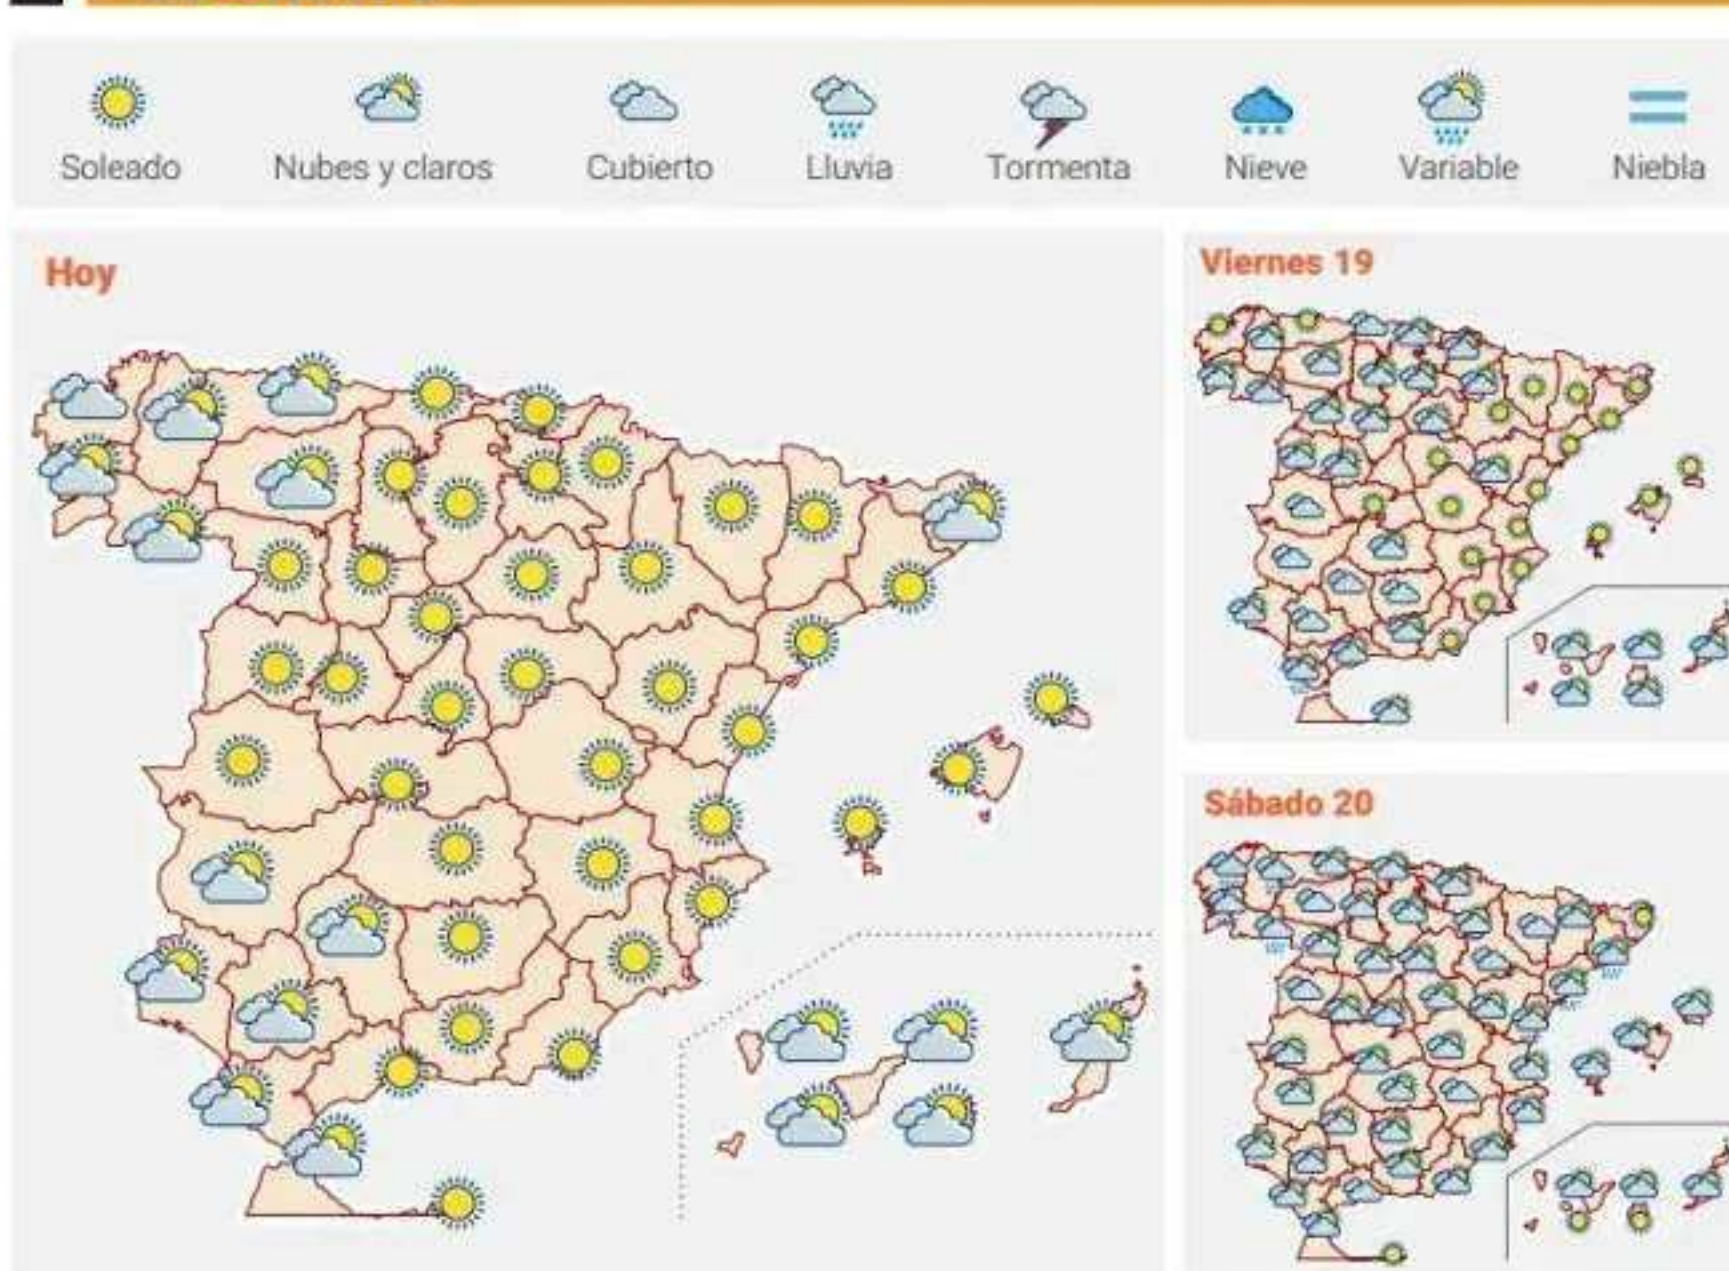 Soleado
Nubes y claros
Cubierto
Lluvia
Tormenta
Nieve
Variable
Niebla
Hoy
Viernes 19
Sábado 20